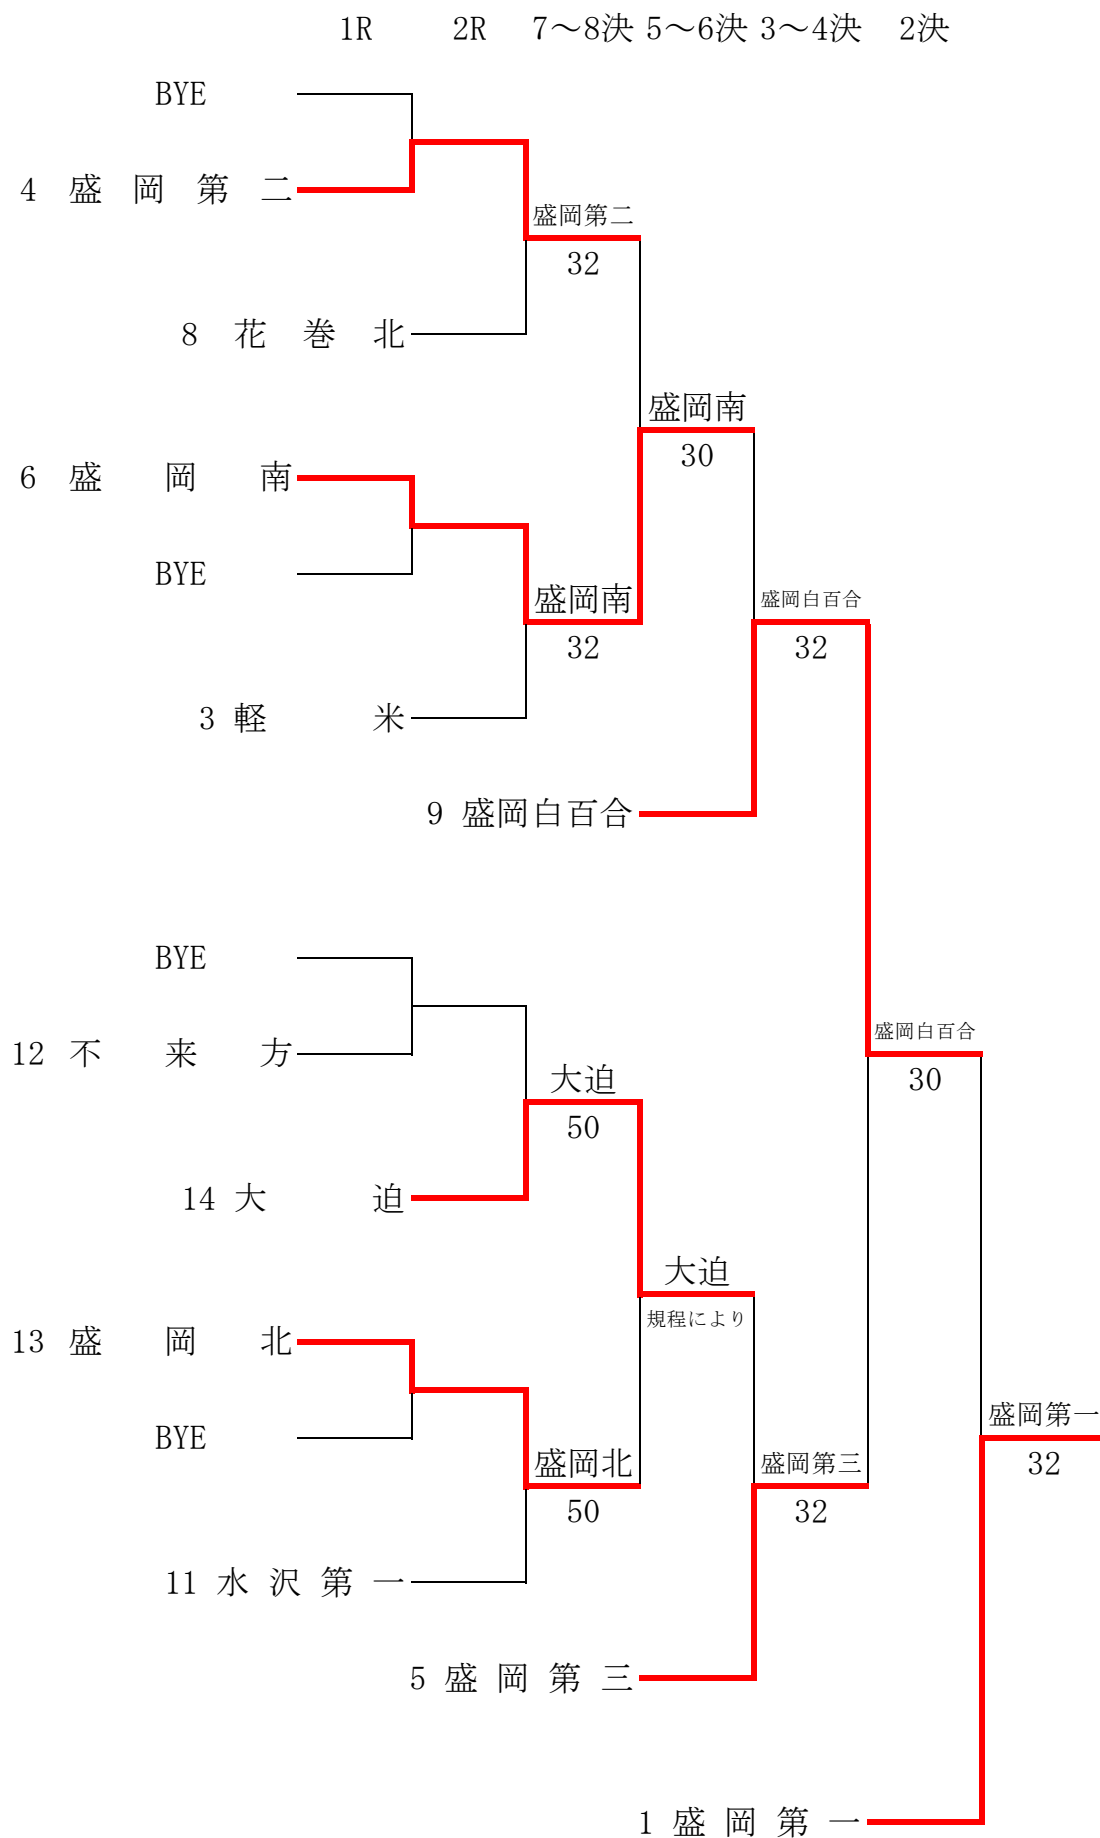 1R 2R 7～8決 5～6決 3～4決 2決
BYE
4 盛岡第二
盛岡第二
32
8 花巻北
盛岡南
30
6 盛岡南
BYE
盛岡南
32
盛岡白百合
32
3 軽米
9 盛岡白百合
BYE
盛岡白百合
30
12 不来方
大迫
50
14 大迫
大迫
規程により
13 盛岡北
BYE
盛岡第一
32
盛岡北
50
盛岡第三
32
11 水沢第一
5 盛岡第三
1 盛岡第一